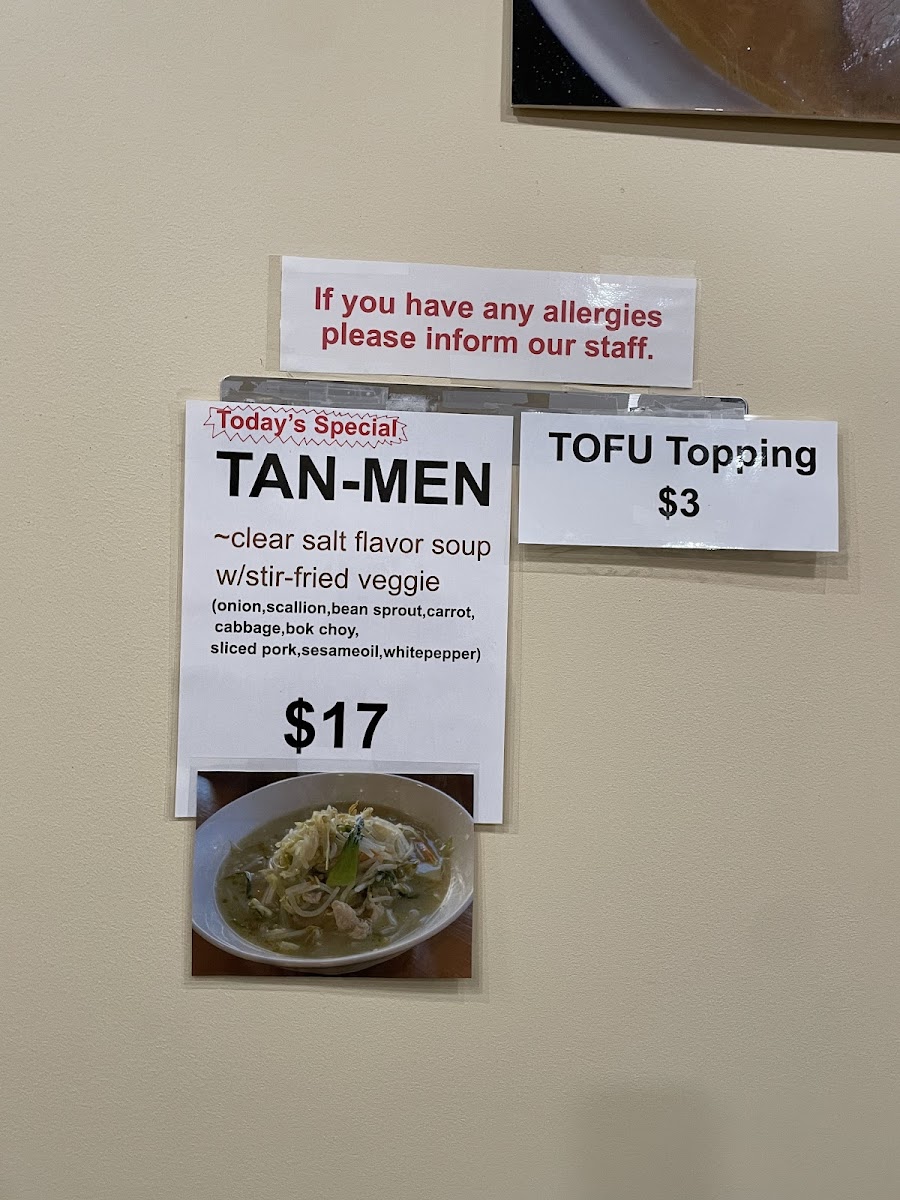 If you have any allergies
please inform our staff.
Today's Special
TAN-MEN
~clear salt flavor soup
w/stir-fried veggie
(onion,scallion,bean sprout,carrot,
cabbage,bok choy,
sliced pork,sesameoil,whitepepper)
$17
TOFU Topping
$3